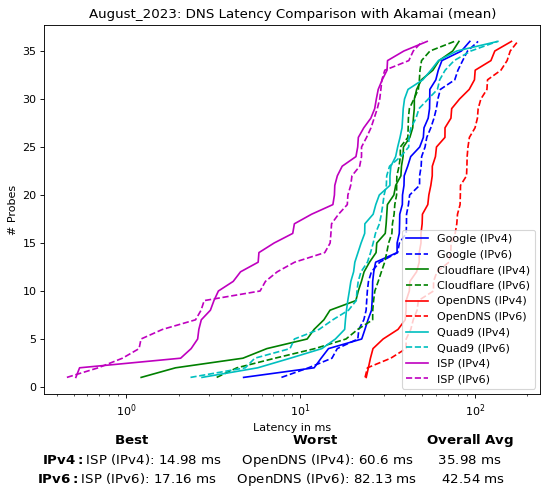 August_2023: DNS Latency Comparison with Akamai (mean)
# Probes
35
30
25
20
15
10
5
0
Google (IPv4)
Google (IPv6)
Cloudflare (IPv4)
Cloudflare (IPv6)
OpenDNS (IPv4)
OpenDNS (IPv6)
Quad9 (IPv4)
Quad9 (IPv6)
ISP (IPv4)
ISP (IPv6)
10⁰ 10¹ 10²
Latency in ms
Best Worst Overall Avg
IPv4: ISP (IPv4): 14.98 ms OpenDNS (IPv4): 60.6 ms 35.98 ms
IPv6: ISP (IPv6): 17.16 ms OpenDNS (IPv6): 82.13 ms 42.54 ms